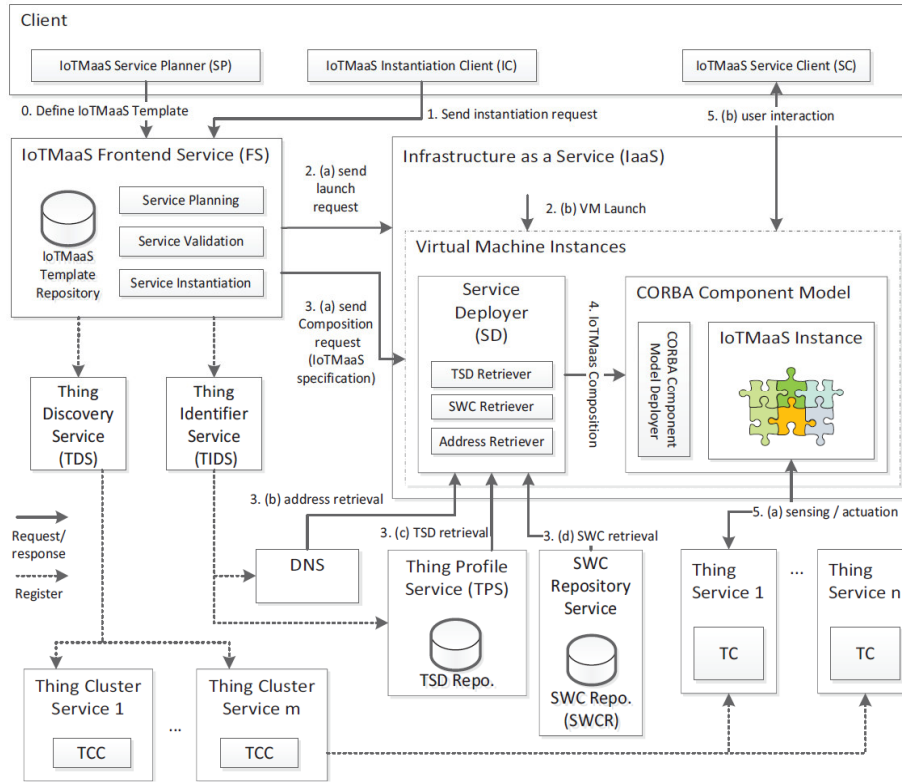 Client
IoTMaaS Service Planner (SP)
IoTMaaS Instantiation Client (IC)
IoTMaaS Service Client (SC)
0. Define IoTMaaS Template
1. Send instantiation request
5. (b) user interaction
IoTMaaS Frontend Service (FS)
IoTMaaS
Template
Repository
Service Planning
Service Validation
Service Instantiation
2. (a) send
launch
request
3. (a) send
Composition
request
(IoTMaaS
specification)
Infrastructure as a Service (IaaS)
2. (b) VM Launch
Virtual Machine Instances
Service
Deployer
(SD)
TSD Retriever
SWC Retriever
Address Retriever
4. IoTMaas Composition
CORBA Component Model
CORBA Component
Model Deployer
IoTMaaS Instance
Thing
Discovery
Service
(TDS)
Thing
Identifier
Service
(TIDS)
3. (b) address retrieval
3. (c) TSD retrieval
3. (d) SWC retrieval
5. (a) sensing / actuation
Request/
response
Register
DNS
Thing Profile
Service (TPS)
TSD Repo.
SWC
Repository
Service
SWC Repo.
(SWCR)
Thing
Service 1
TC
...
Thing
Service n
TC
Thing Cluster
Service 1
TCC
...
Thing Cluster
Service m
TCC